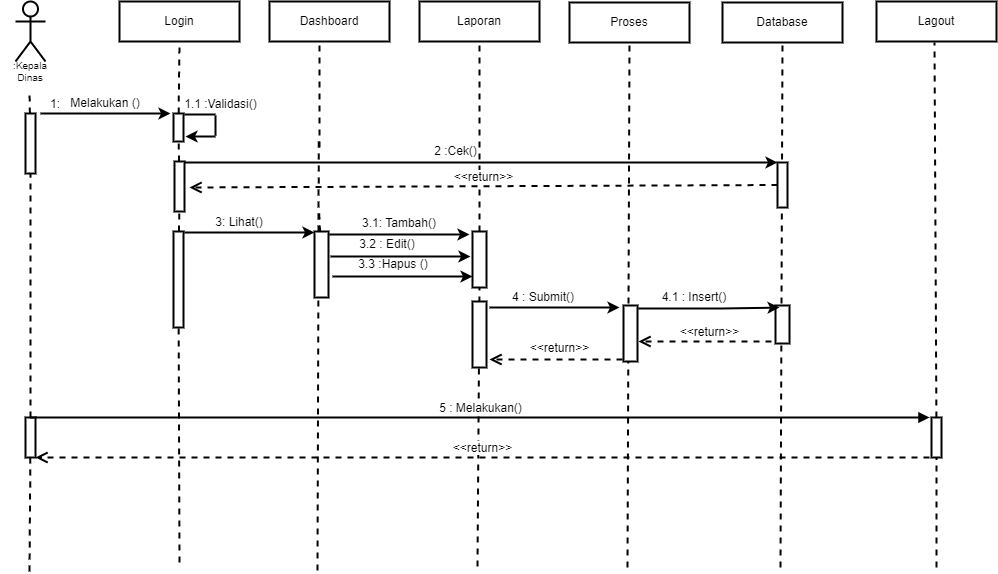 Login
Dashboard
Laporan
Proses
Database
Lagout
:Kepala
Dinas
1: Melakukan ()
1.1 :Validasi()
2 :Cek()
<<return>>
3: Lihat()
3.1: Tambah()
3.2 : Edit()
3.3 :Hapus ()
4 : Submit()
4.1 : Insert()
<<return>>
<<return>>
5 : Melakukan()
<<return>>